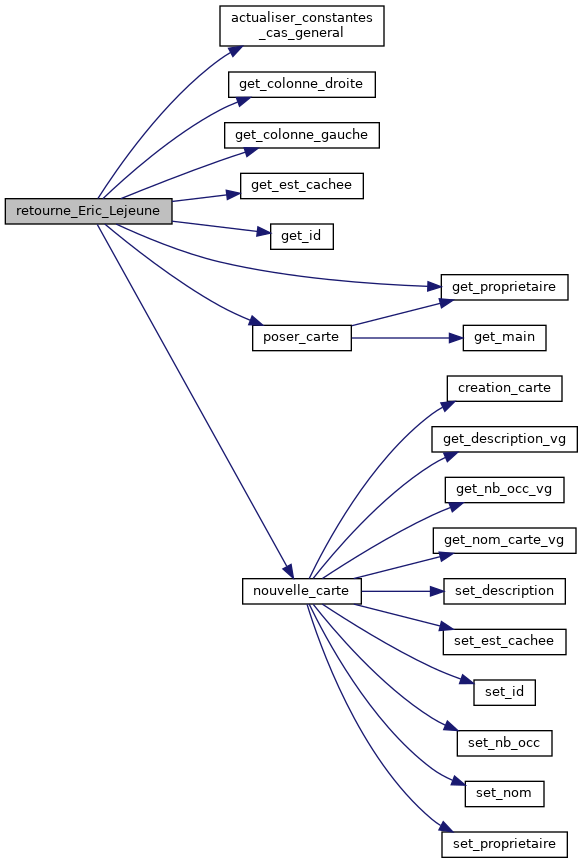 actualiser_constantes
_cas_general
get_colonne_droite
get_colonne_gauche
get_est_cachee
retourne_Eric_Lejeune
get_id
get_proprietaire
poser_carte
get_main
creation_carte
get_description_vg
get_nb_occ_vg
get_nom_carte_vg
nouvelle_carte
set_description
set_est_cachee
set_id
set_nb_occ
set_nom
set_proprietaire